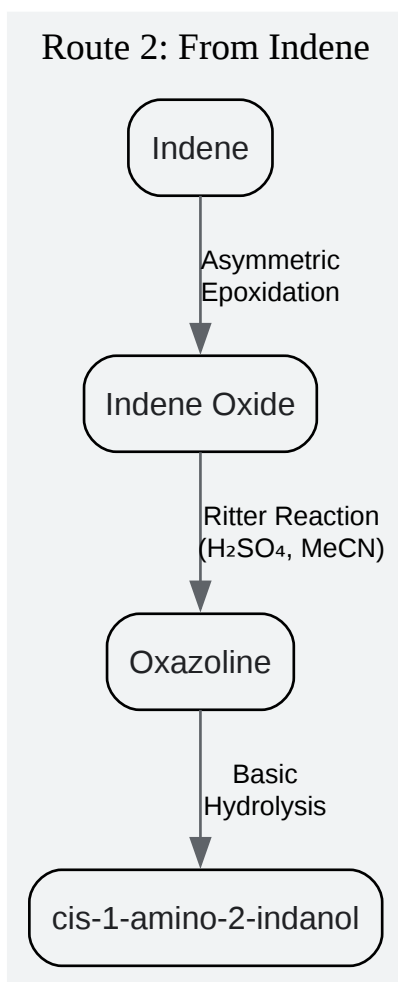 Route 2: From Indene
Indene
Asymmetric
Epoxidation
Indene Oxide
Ritter Reaction
(H₂SO₄, MeCN)
Oxazoline
Basic
Hydrolysis
cis-1-amino-2-indanol